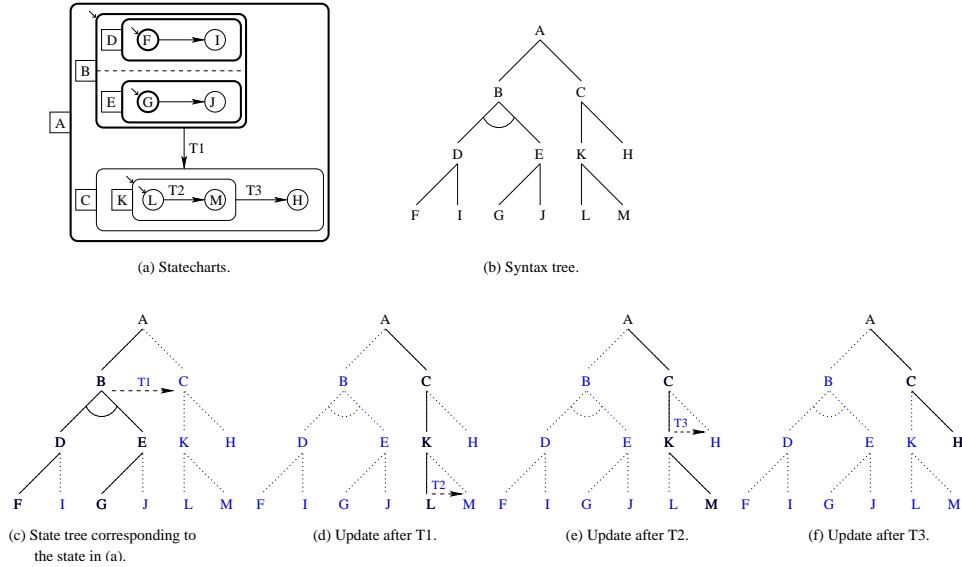 D F I
B
E G J
A
T1
C K L T2 M T3 H
(a) Statecharts.
A
B C
D E K H
F I G J L M
(b) Syntax tree.
A
B T1 C
D E K H
F I G J L M
(c) State tree corresponding to
the state in (a).
A
B C
D E K H
T2
F I G J L M
(d) Update after T1.
A
B C
T3
D E K H
F I G J L M
(e) Update after T2.
A
B C
D E K H
F I G J L M
(f) Update after T3.